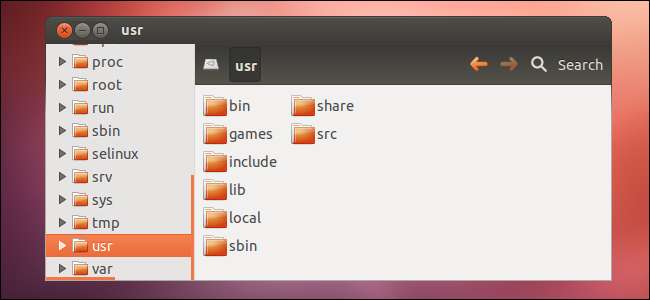 usr
usr
Search
proc
root
run
sbin
selinux
srv
sys
tmp
usr
var
bin
games
include
lib
local
sbin
share
src